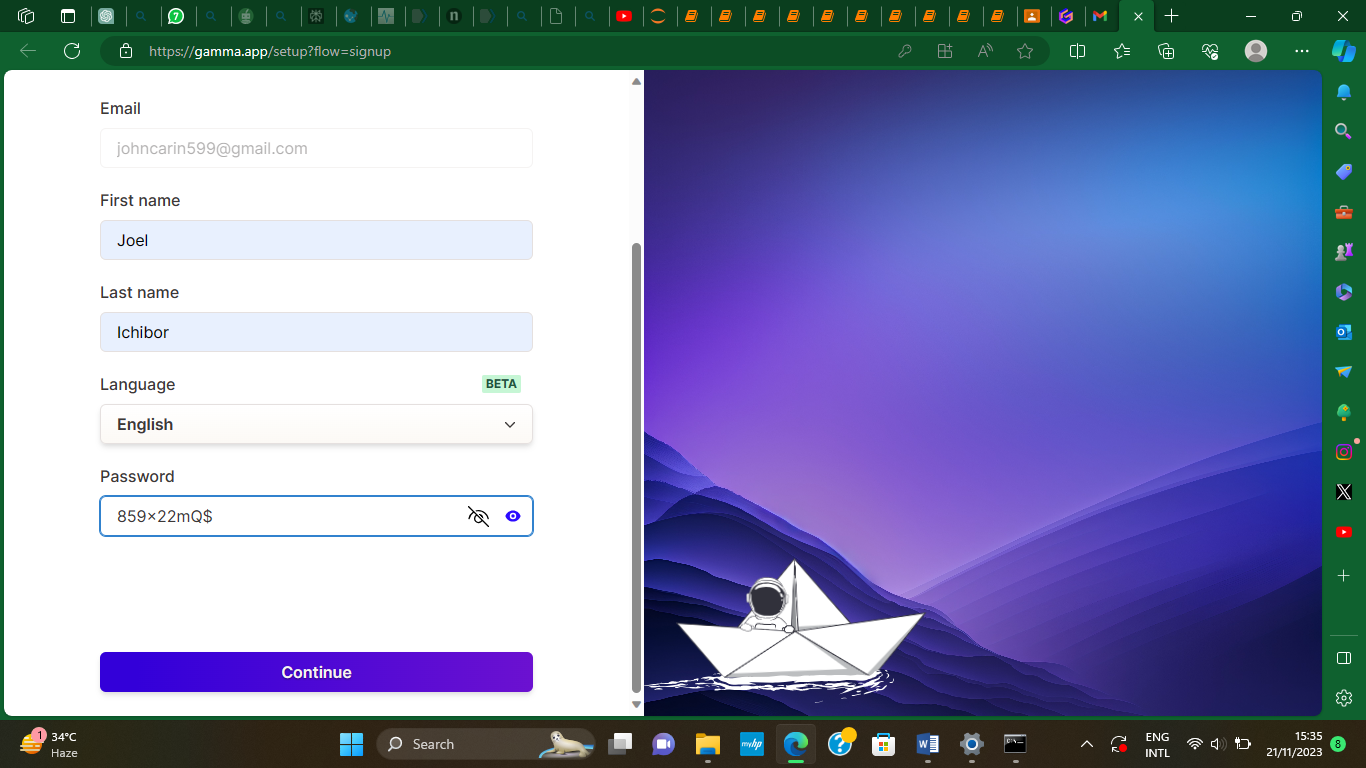 https://gamma.app/setup?flow=signup
Email
johncarin599@gmail.com
First name
Joel
Last name
Ichibor
Language
BETA
English
Password
859×22mQ$
Continue
1
34°C
Haze
Search
ENG
INTL
15:35
21/11/2023
8